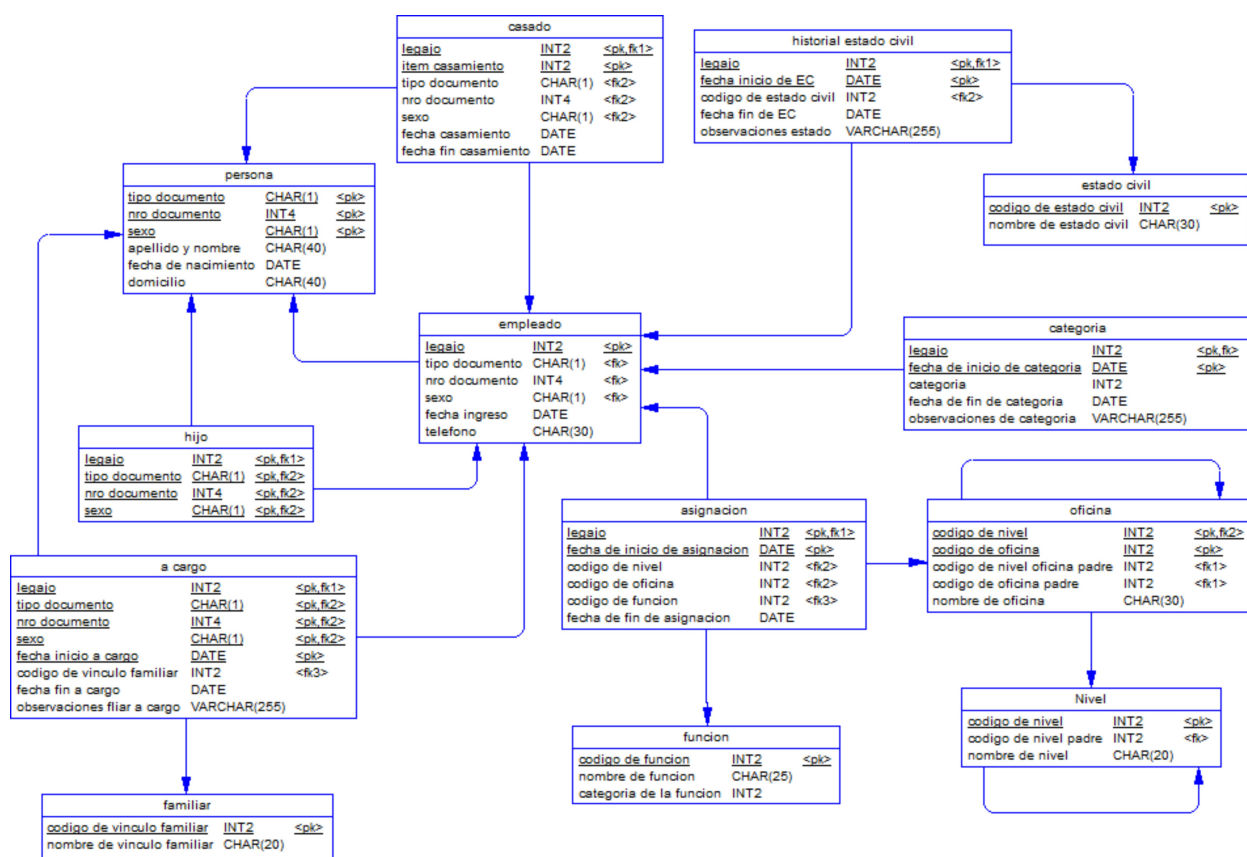 casado
legajo INT2 <pk,fk1>
item casamiento INT2 <pk>
tipo documento CHAR(1) <fk2>
nro documento INT4 <fk2>
sexo CHAR(1) <fk2>
fecha casamiento DATE
fecha fin casamiento DATE
historial estado civil
legajo INT2 <pk,fk1>
fecha inicio de EC DATE <pk>
codigo de estado civil INT2 <fk2>
fecha fin de EC DATE
observaciones estado VARCHAR(255)
persona
tipo documento CHAR(1) <pk>
nro documento INT4 <pk>
sexo CHAR(1) <pk>
apellido y nombre CHAR(40)
fecha de nacimiento DATE
domicilio CHAR(40)
estado civil
codigo de estado civil INT2 <pk>
nombre de estado civil CHAR(30)
empleado
legajo INT2 <pk>
tipo documento CHAR(1) <fk>
nro documento INT4 <fk>
sexo CHAR(1) <fk>
fecha ingreso DATE
telefono CHAR(30)
categoria
legajo INT2 <pk,fk>
fecha de inicio de categoria DATE <pk>
categoria INT2
fecha de fin de categoria DATE
observaciones de categoria VARCHAR(255)
hijo
legajo INT2 <pk,fk1>
tipo documento CHAR(1) <pk,fk2>
nro documento INT4 <pk,fk2>
sexo CHAR(1) <pk,fk2>
asignacion
legajo INT2 <pk,fk1>
fecha de inicio de asignacion DATE <pk>
codigo de nivel INT2 <fk2>
codigo de oficina INT2 <fk2>
codigo de funcion INT2 <fk3>
fecha de fin de asignacion DATE
oficina
codigo de nivel INT2 <pk,fk2>
codigo de oficina INT2 <pk>
codigo de nivel oficina padre INT2 <fk1>
codigo de oficina padre INT2 <fk1>
nombre de oficina CHAR(30)
a cargo
legajo INT2 <pk,fk1>
tipo documento CHAR(1) <pk,fk2>
nro documento INT4 <pk,fk2>
sexo CHAR(1) <pk,fk2>
fecha inicio a cargo DATE <pk>
codigo de vinculo familiar INT2 <fk3>
fecha fin a cargo DATE
observaciones fliar a cargo VARCHAR(255)
Nivel
codigo de nivel INT2 <pk>
codigo de nivel padre INT2 <fk>
nombre de nivel CHAR(20)
funcion
codigo de funcion INT2 <pk>
nombre de funcion CHAR(25)
categoria de la funcion INT2
familiar
codigo de vinculo familiar INT2 <pk>
nombre de vinculo familiar CHAR(20)